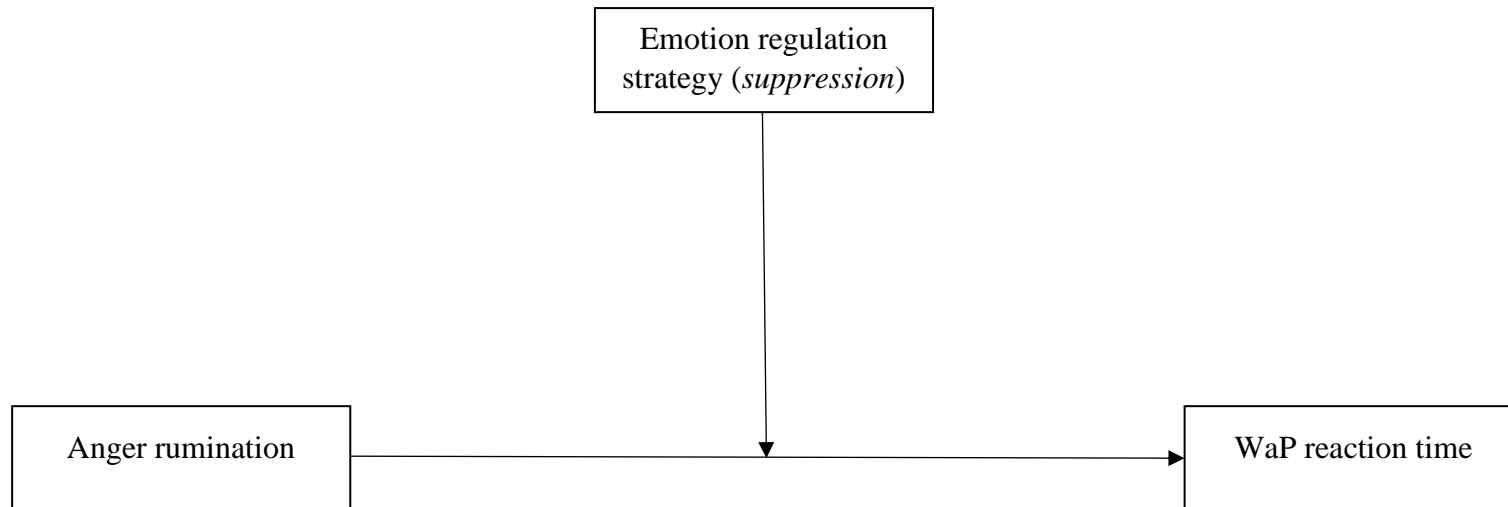 Emotion regulation
strategy (suppression)
Anger rumination
WaP reaction time